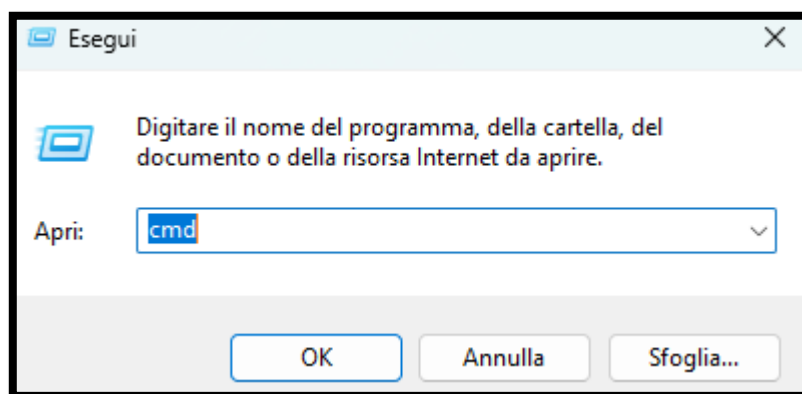 Esegui
Digitare il nome del programma, della cartella, del
documento o della risorsa Internet da aprire.
Apri: cmd
OK Annulla Sfoglia...